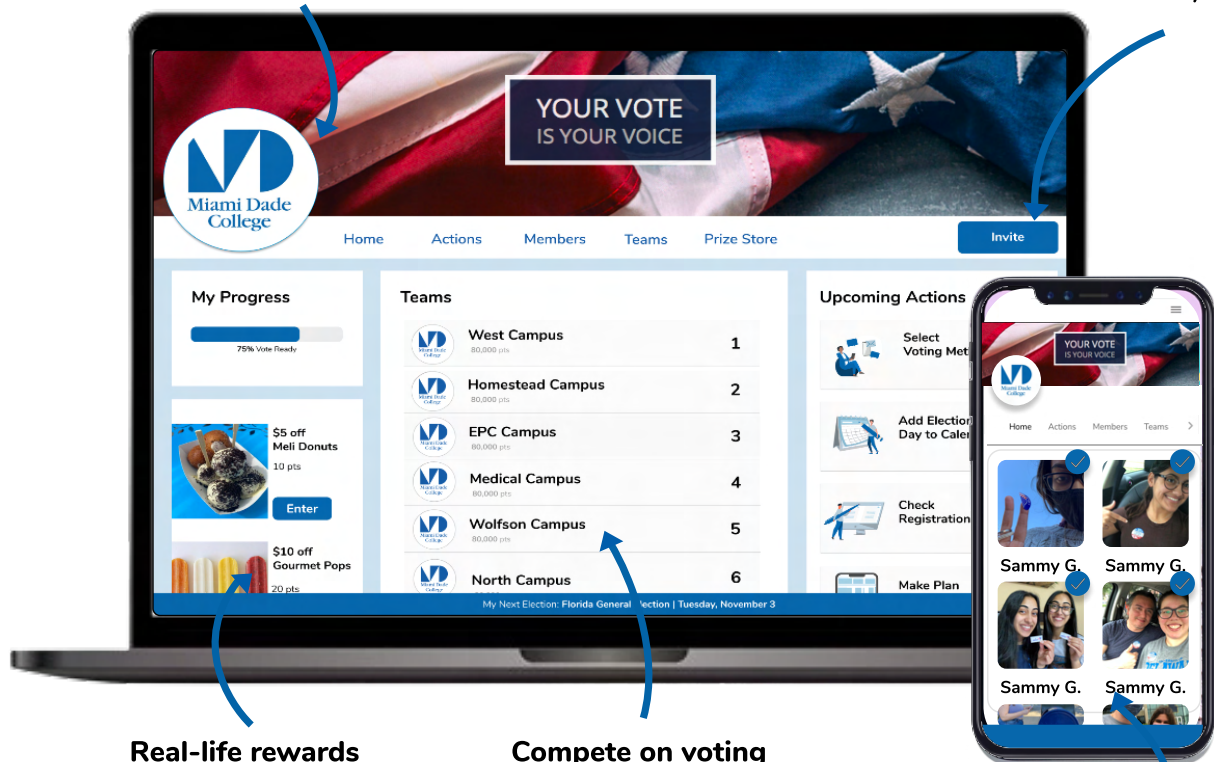 YOUR VOTE
IS YOUR VOICE
Miami Dade
College
Home Actions Members Teams Prize Store
Invite
My Progress
75% Vote Ready
$5 off
Meli Donuts
10 pts
Enter
$10 off
Gourmet Pops
20 pts
Teams
West Campus
80,000 pts
1
Homestead Campus
80,000 pts
2
EPC Campus
60,000 pts
3
Medical Campus
80,000 pts
4
Wolfson Campus
80,000 pts
5
North Campus
6
Upcoming Actions
Select
Voting Met
Add Election
Day to Caler
Check
Registration
Make Plan
My Next Election: Florida General lection | Tuesday, November 3
YOUR VOTE
IS YOUR VOICE
Miami Dade
College
Home Actions Members Teams
Sammy G. Sammy G.
Sammy G. Sammy G.
Real-life rewards
Compete on voting